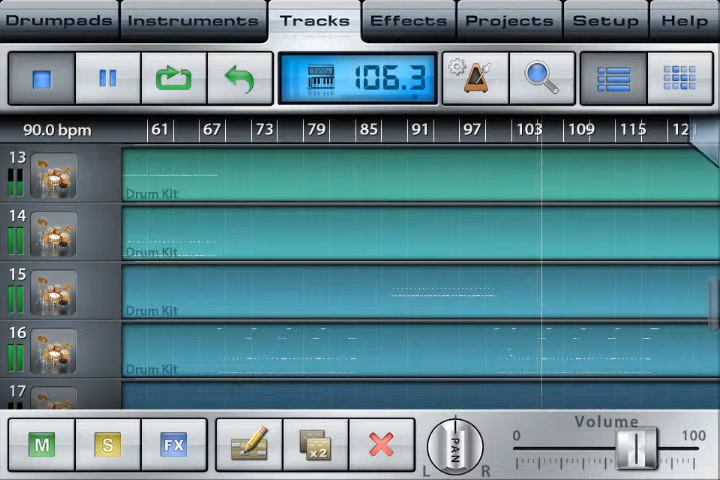 Drumpads Instruments Tracks Effects Projects Setup Help
106.3
90.0 bpm 61 67 73 79 85 91 97 103 109 115 12
13
Drum Kit
14
Drum Kit
15
Drum Kit
16
Drum Kit
17
M S FX x2 PAN L R Volume 0 100